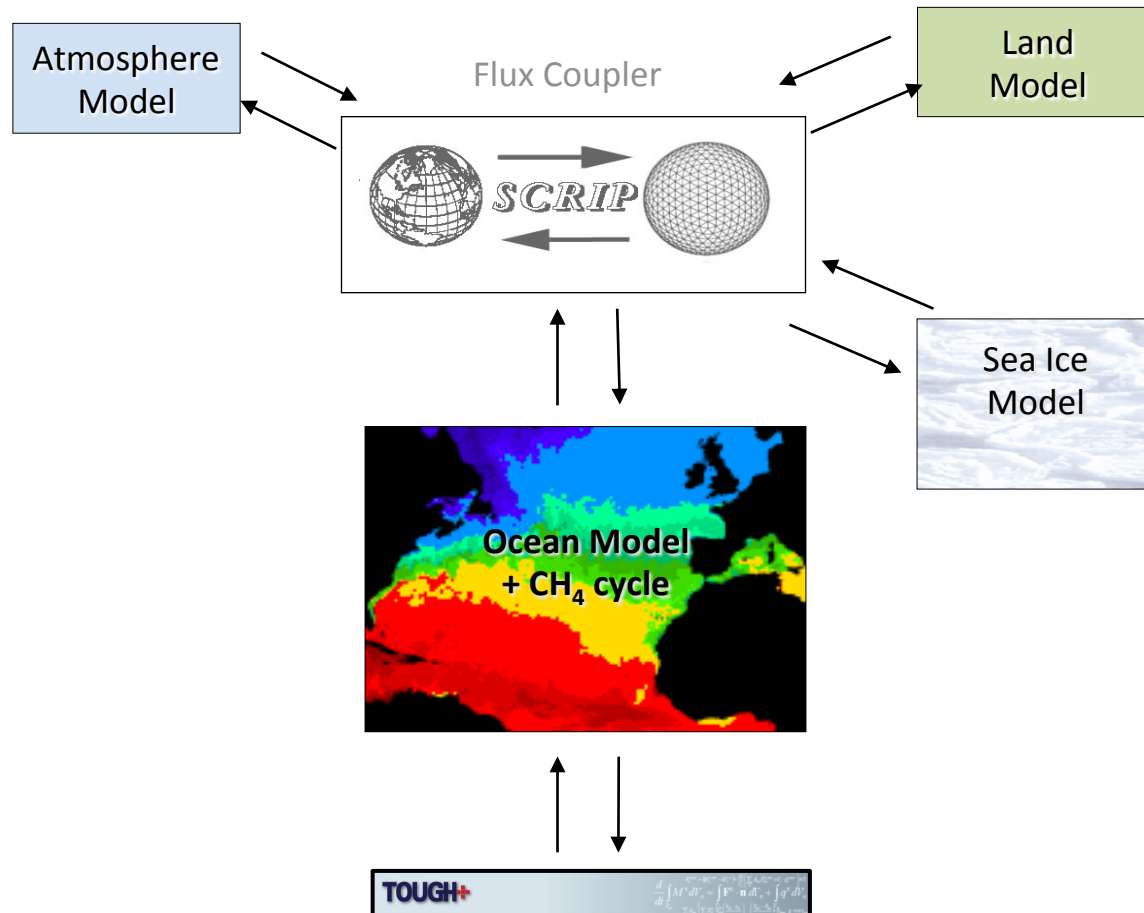 Atmosphere
Model
Flux Coupler
Land
Model
SCRIP
Sea Ice
Model
Ocean Model
+ CH₄ cycle
TOUGH+